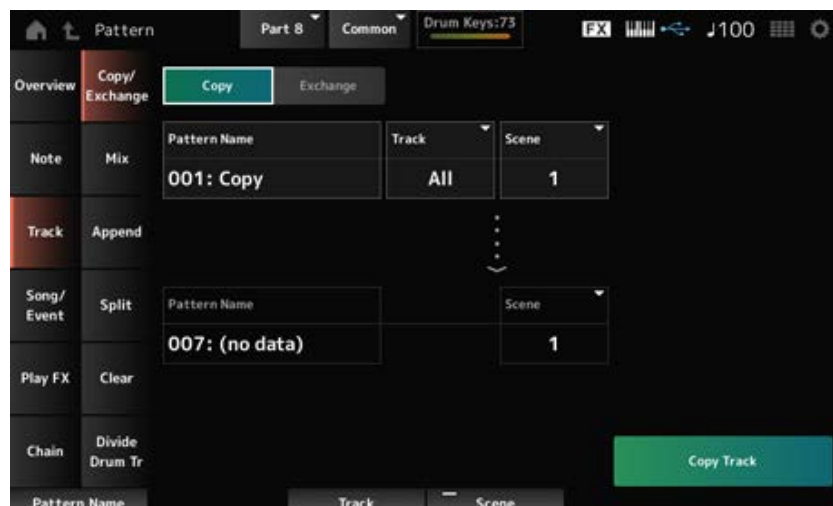 Pattern
Part 8
Common
Drum Keys:73
FX
♩100
Overview
Copy/
Exchange
Copy
Exchange
Note
Mix
Pattern Name
Track
Scene
001: Copy
All
1
Track
Append
Song/
Event
Split
Pattern Name
Scene
007: (no data)
1
Play FX
Clear
Chain
Divide
Drum Tr
Copy Track
Pattern Name
Track
Scene